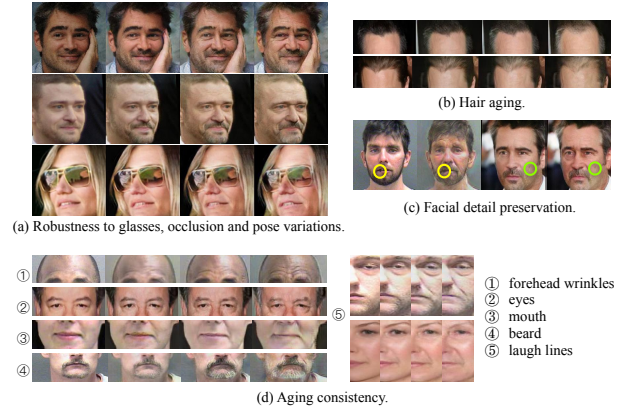 (a) Robustness to glasses, occlusion and pose variations.
(b) Hair aging.
(c) Facial detail preservation.
①
②
③
④
⑤
① forehead wrinkles
② eyes
③ mouth
④ beard
⑤ laugh lines
(d) Aging consistency.